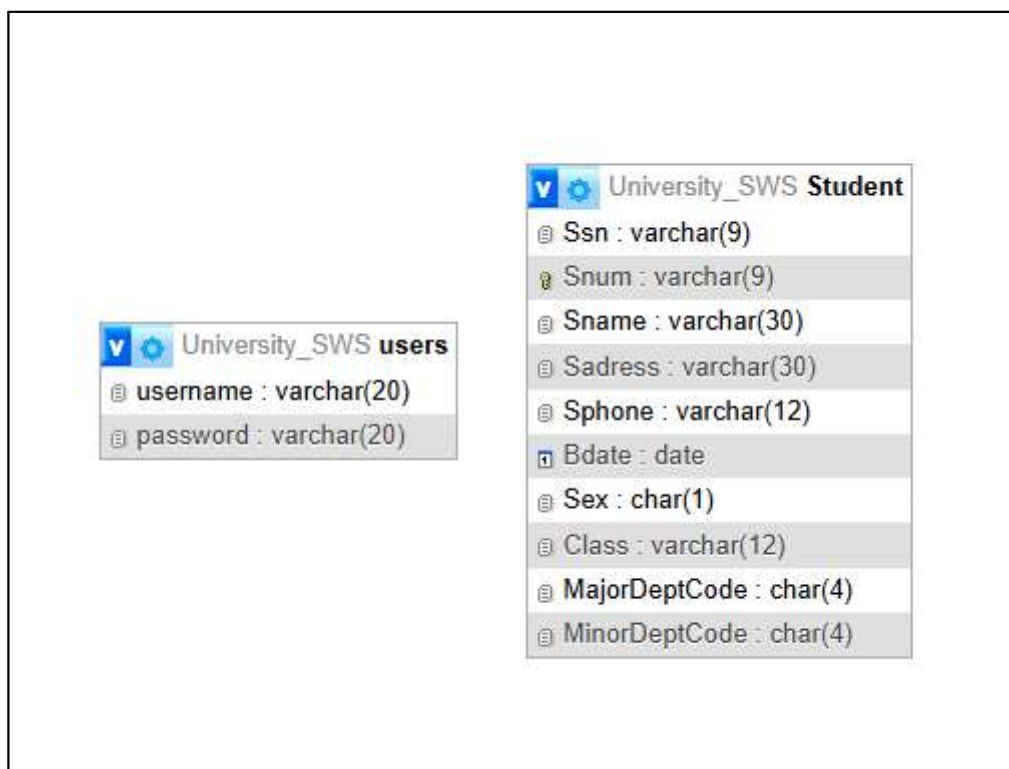 University_SWS users
username : varchar(20)
password : varchar(20)
University_SWS Student
Ssn : varchar(9)
Snum : varchar(9)
Sname : varchar(30)
Sadress : varchar(30)
Sphone : varchar(12)
Bdate : date
Sex : char(1)
Class : varchar(12)
MajorDeptCode : char(4)
MinorDeptCode : char(4)